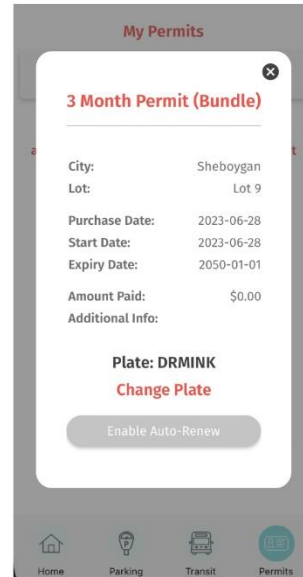 My Permits
3 Month Permit (Bundle)
City: Sheboygan
Lot: Lot 9
Purchase Date: 2023-06-28
Start Date: 2023-06-28
Expiry Date: 2050-01-01
Amount Paid: $0.00
Additional Info:
Plate: DRMINK
Change Plate
Enable Auto-Renew
Home Parking Transit Permits